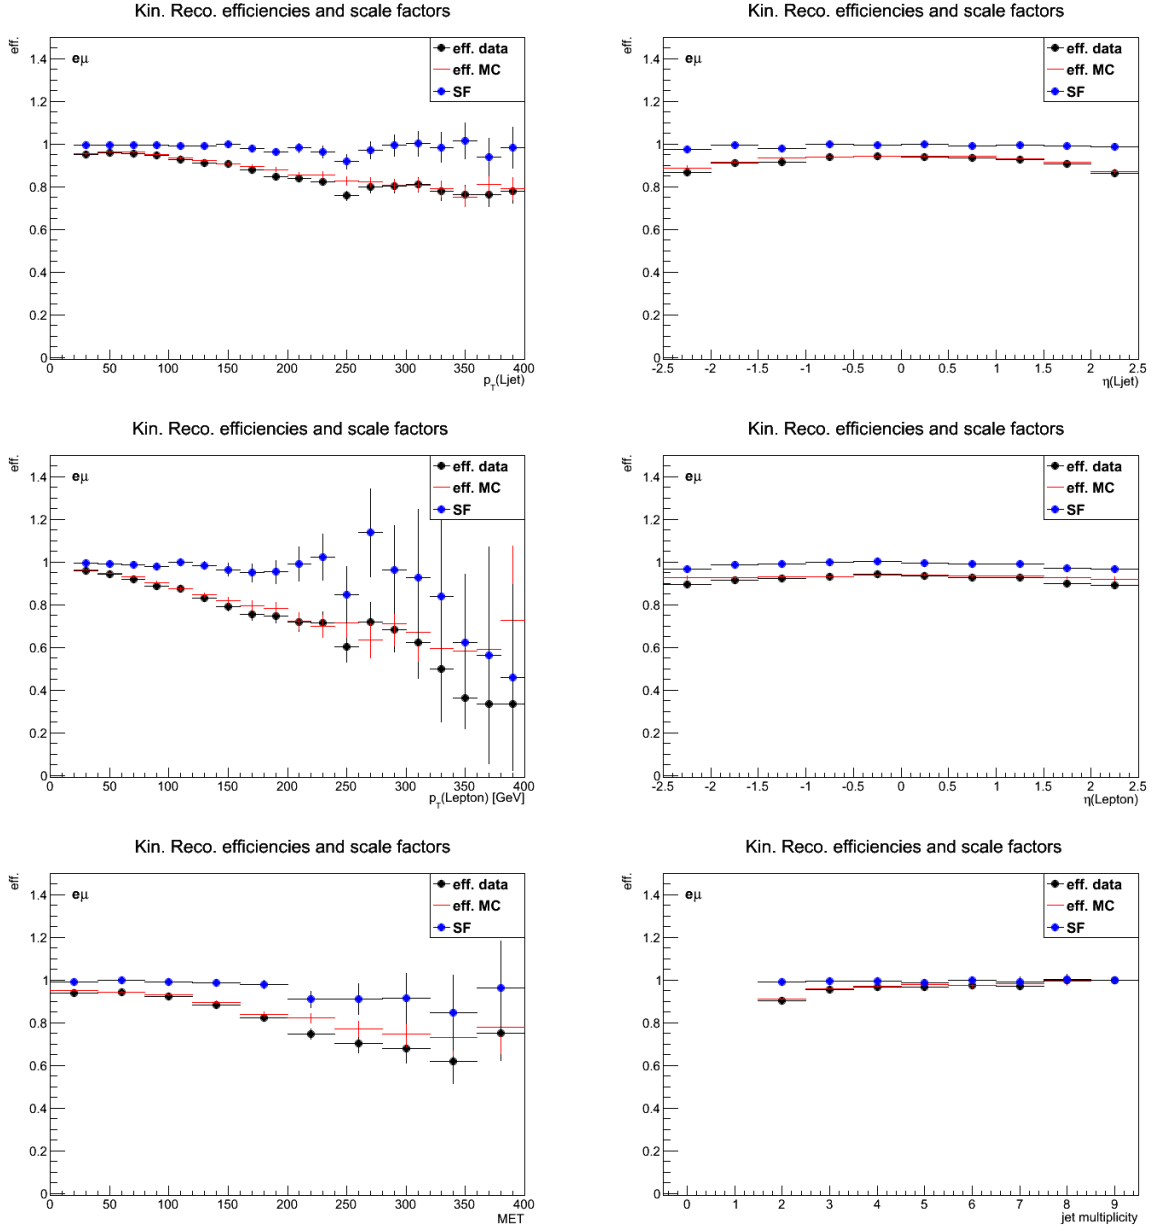 Kin. Reco. efficiencies and scale factors
eff.
eμ
eff. data
eff. MC
SF
1.4
1.2
1
0.8
0.6
0.4
0.2
0
0 50 100 150 200 250 300 350 400
p_T(Ljet)
Kin. Reco. efficiencies and scale factors
eff.
eμ
eff. data
eff. MC
SF
1.4
1.2
1
0.8
0.6
0.4
0.2
0
-2.5 -2 -1.5 -1 -0.5 0 0.5 1 1.5 2 2.5
η(Ljet)
Kin. Reco. efficiencies and scale factors
eff.
eμ
eff. data
eff. MC
SF
1.4
1.2
1
0.8
0.6
0.4
0.2
0
0 50 100 150 200 250 300 350 400
p_T(Lepton) [GeV]
Kin. Reco. efficiencies and scale factors
eff.
eμ
eff. data
eff. MC
SF
1.4
1.2
1
0.8
0.6
0.4
0.2
0
-2.5 -2 -1.5 -1 -0.5 0 0.5 1 1.5 2 2.5
η(Lepton)
Kin. Reco. efficiencies and scale factors
eff.
eμ
eff. data
eff. MC
SF
1.4
1.2
1
0.8
0.6
0.4
0.2
0
0 50 100 150 200 250 300 350 400
MET
Kin. Reco. efficiencies and scale factors
eff.
eμ
eff. data
eff. MC
SF
1.4
1.2
1
0.8
0.6
0.4
0.2
0
0 1 2 3 4 5 6 7 8 9
jet multiplicity